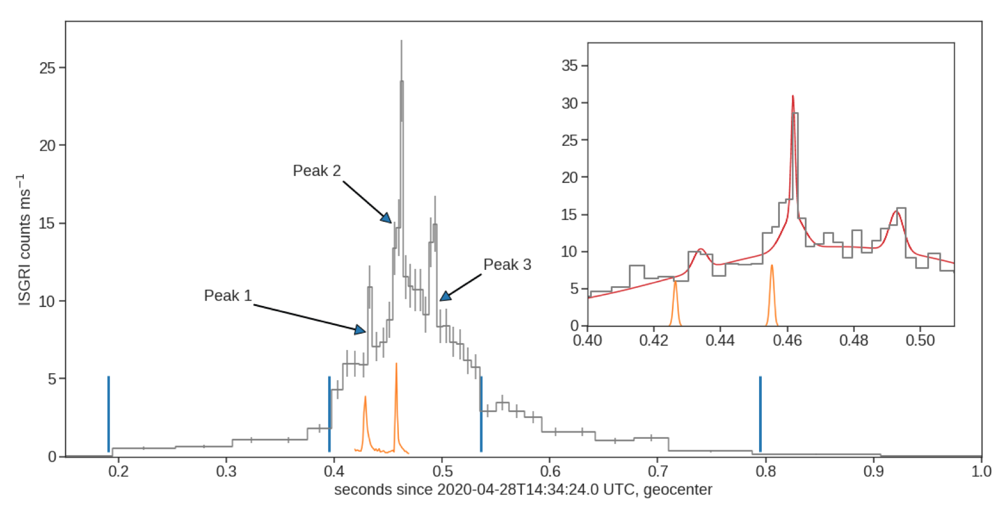 25
20
15
10
5
0
ISGRI counts ms⁻¹
Peak 2
Peak 1
Peak 3
35
30
25
20
15
10
5
0
0.40 0.42 0.44 0.46 0.48 0.50
0.2 0.3 0.4 0.5 0.6 0.7 0.8 0.9 1.0
seconds since 2020-04-28T14:34:24.0 UTC, geocenter